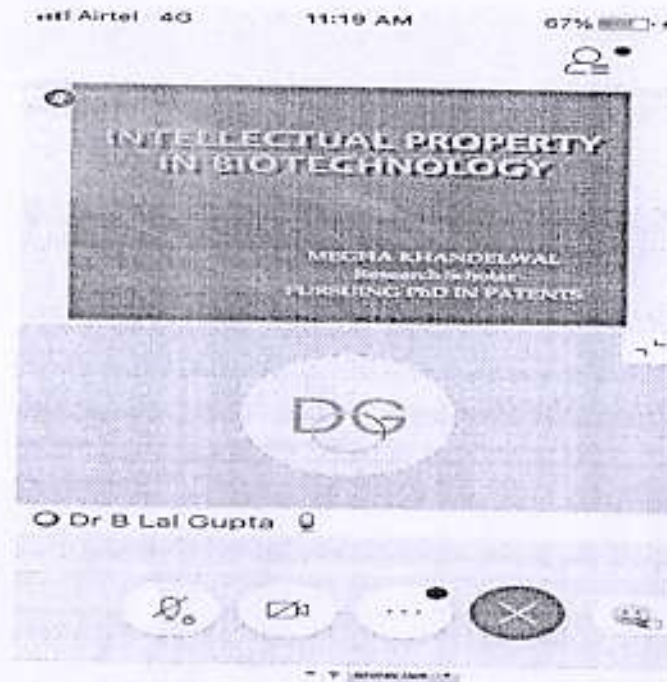 Airtel 4G 11:19 AM 67%
INTELLECTUAL PROPERTY
IN BIOTECHNOLOGY
MEGHA KHANDELWAL
Research Scholar
PURSUING PhD IN PATENTS
DG
Dr B Lal Gupta